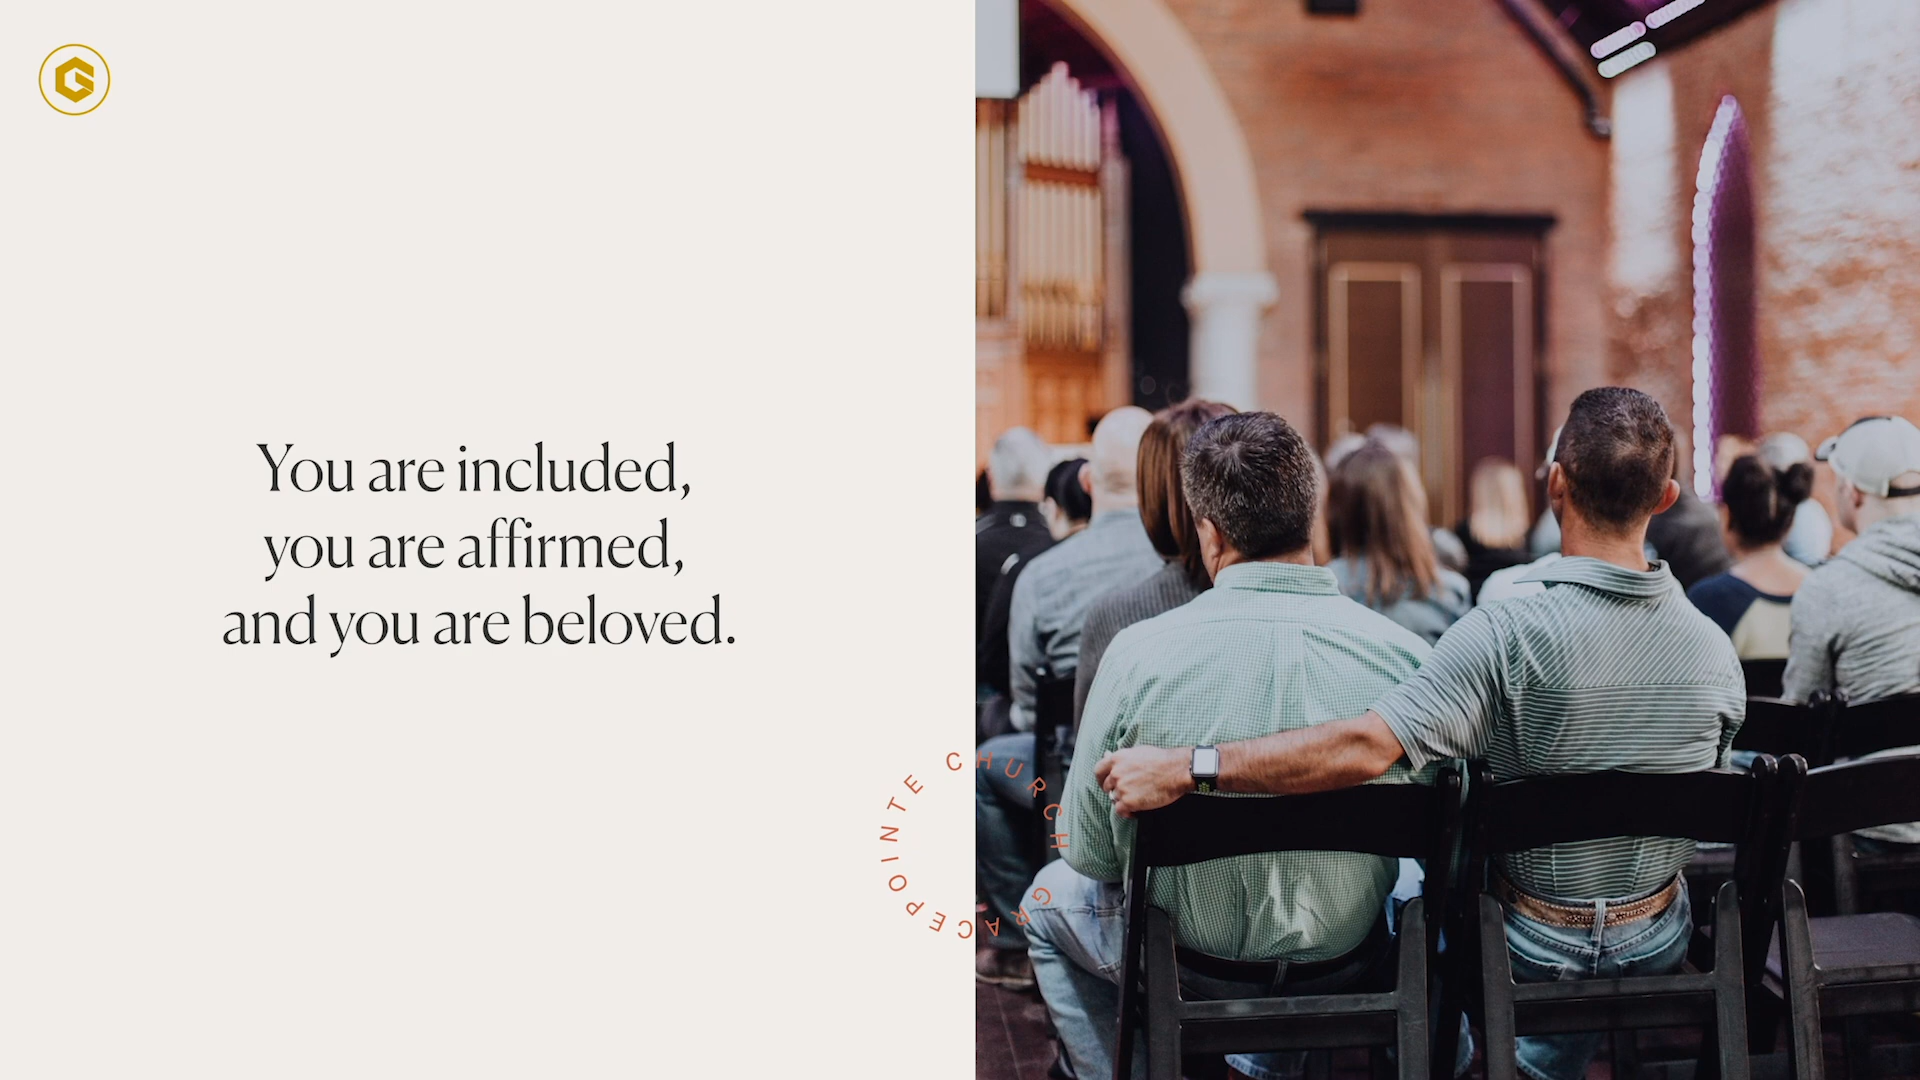 You are included,
you are affirmed,
and you are beloved.
GRACEPOINTE CHURCH